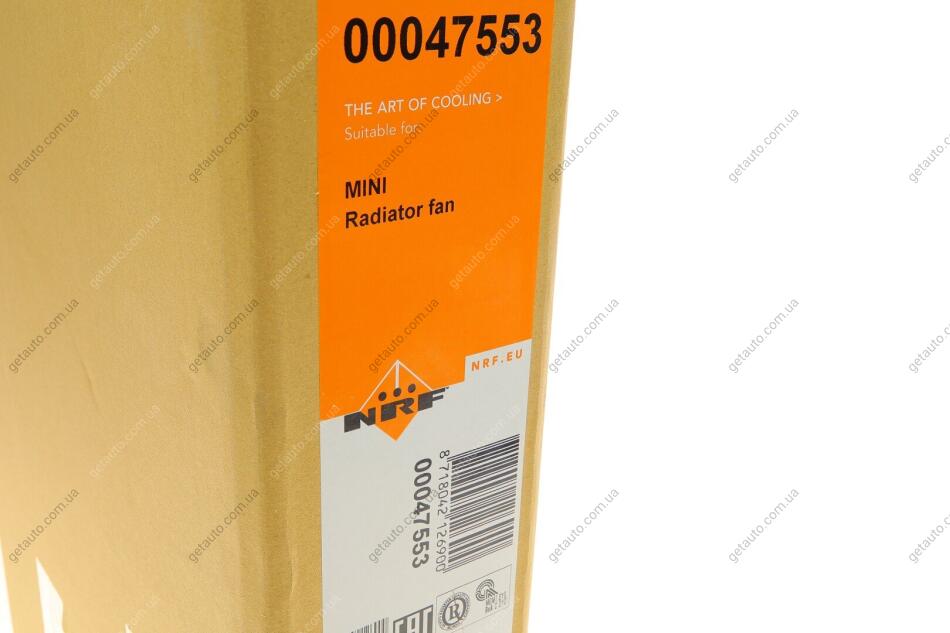 00047553
THE ART OF COOLING >
Suitable for:
MINI
Radiator fan
NRF.EU
NRF
8 718042 126900
00047553
EAC
R
getauto.com.ua